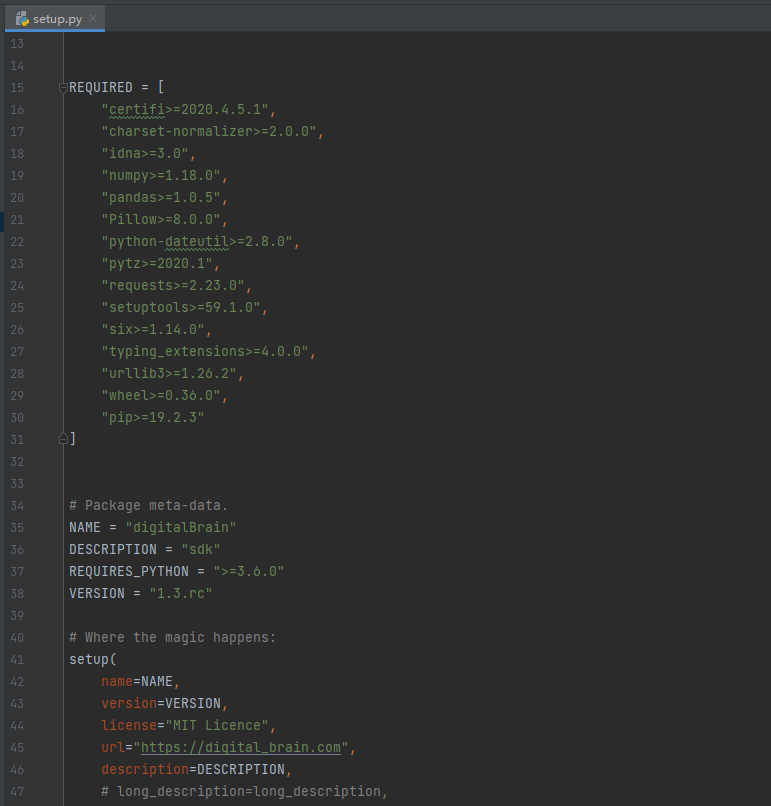 setup.py
13
14
15 REQUIRED = [
16     "certifi>=2020.4.5.1",
17     "charset-normalizer>=2.0.0",
18     "idna>=3.0",
19     "numpy>=1.18.0",
20     "pandas>=1.0.5",
21     "Pillow>=8.0.0",
22     "python-dateutil>=2.8.0",
23     "pytz>=2020.1",
24     "requests>=2.23.0",
25     "setuptools>=59.1.0",
26     "six>=1.14.0",
27     "typing_extensions>=4.0.0",
28     "urllib3>=1.26.2",
29     "wheel>=0.36.0",
30     "pip>=19.2.3"
31 ]
32
33
34 # Package meta-data.
35 NAME = "digitalBrain"
36 DESCRIPTION = "sdk"
37 REQUIRES_PYTHON = ">=3.6.0"
38 VERSION = "1.3.rc"
39
40 # Where the magic happens:
41 setup(
42     name=NAME,
43     version=VERSION,
44     license="MIT Licence",
45     url="https://digital_brain.com",
46     description=DESCRIPTION,
47     # long_description=long_description,